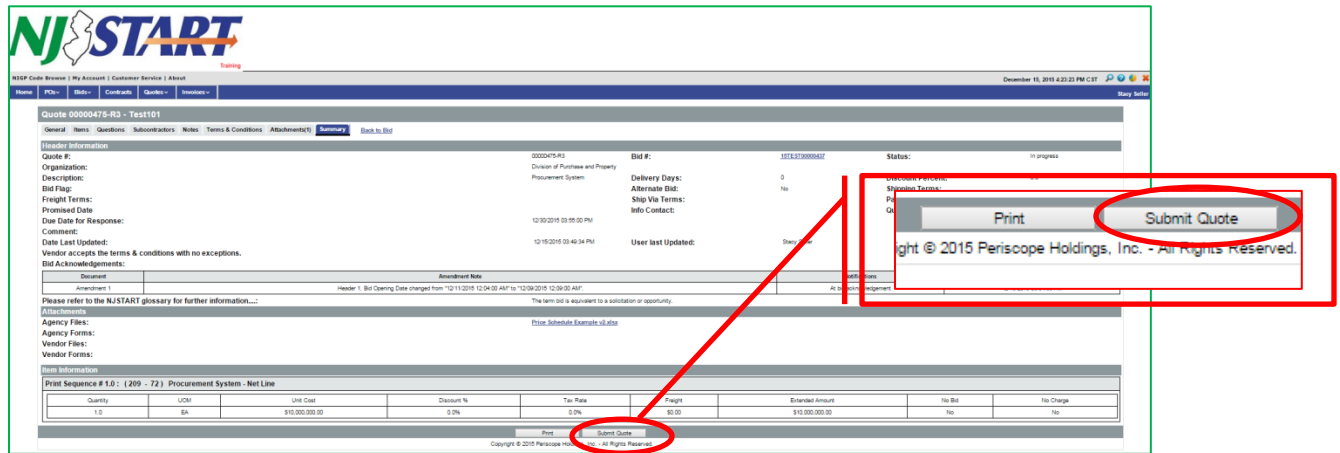 NJSTART
Training
NIGP Code Browse | My Account | Customer Service | About
December 15, 2015 4:23:23 PM CST
Home POs Bids Contracts Quotes Invoices
Stacy Seller
Quote 00000475-R3 - Test101
General Items Questions Subcontractors Notes Terms & Conditions Attachments(1) Summary Back to Bid
Header Information
Quote #: 00000475-R3 Bid #: 15TEST00000437 Status: In progress
Organization: Division of Purchase and Property
Description: Procurement System Delivery Days: 0 Discount Percent:
Bid Flag: Alternate Bid: No Shipping Terms:
Freight Terms: Ship Via Terms:
Promised Date Info Contact:
Due Date for Response: 12/30/2015 03:55:00 PM
Comment:
Date Last Updated: 12/15/2015 03:49:34 PM User last Updated: Stacy
Vendor accepts the terms & conditions with no exceptions.
Bid Acknowledgements:
Document Amendment Note
Amendment 1 Header 1. Bid Opening Date changed from "12/11/2015 12:04:00 AM" to "12/09/2015 12:09:00 AM".
Please refer to the NJSTART glossary for further information....: The term bid is equivalent to a solicitation or opportunity.
Attachments
Agency Files: Price Schedule Example v2.xlsx
Agency Forms:
Vendor Files:
Vendor Forms:
Item Information
Print Sequence # 1.0 : ( 209 - 72 ) Procurement System - Net Line
Quantity UOM Unit Cost Discount % Tax Rate Freight Extended Amount No Bid No Charge
1.0 EA $10,000,000.00 0.0% 0.0% $0.00 $10,000,000.00 No No
Print Submit Quote
Copyright © 2015 Periscope Holdings, Inc. - All Rights Reserved.
Print Submit Quote
ight © 2015 Periscope Holdings, Inc. - All Rights Reserved.